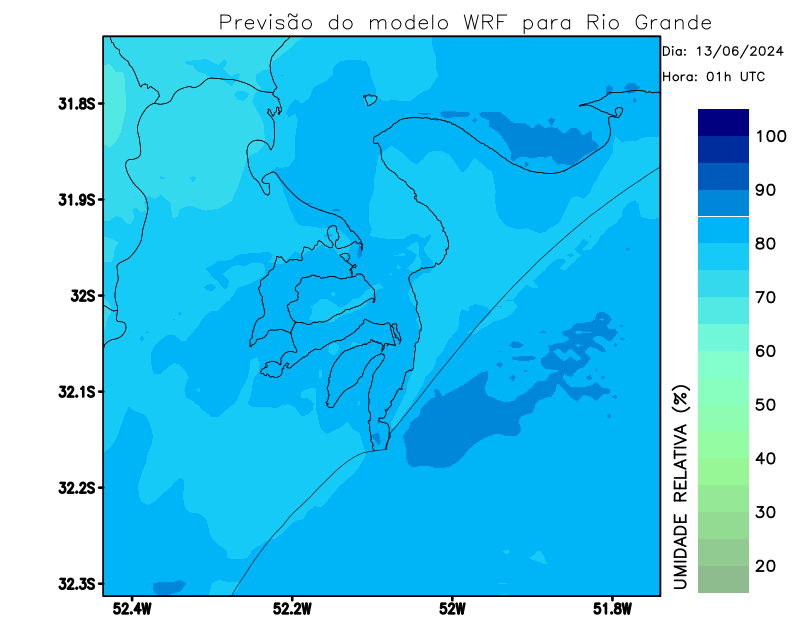 Previsão do modelo WRF para Rio Grande
Dia: 13/06/2024
Hora: 01h UTC
31.8S
31.9S
32S
32.1S
32.2S
32.3S
52.4W
52.2W
52W
51.8W
100
90
80
70
60
50
40
30
20
UMIDADE RELATIVA (%)